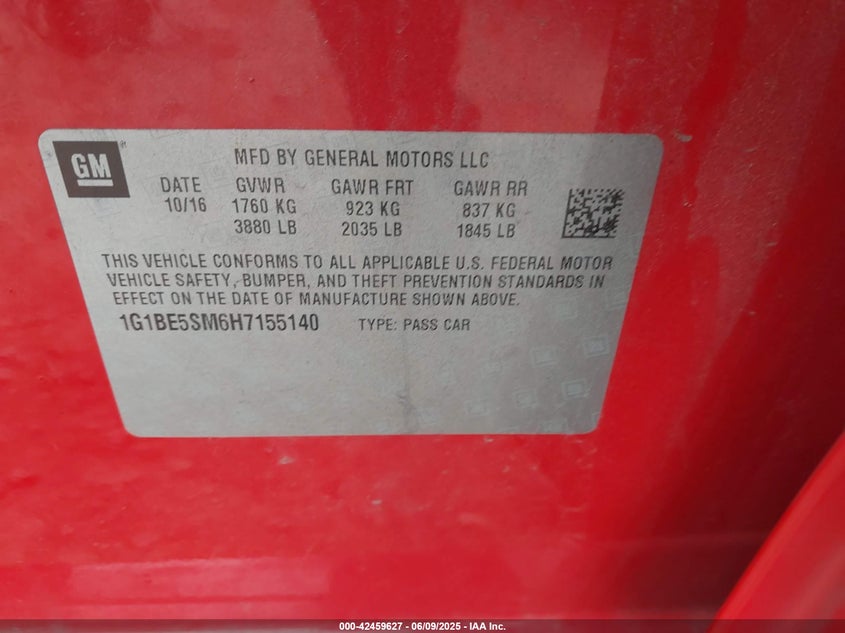 GM
MFD BY GENERAL MOTORS LLC
DATE GVWR GAWR FRT GAWR RR
10/16 1760 KG 923 KG 837 KG
3880 LB 2035 LB 1845 LB
THIS VEHICLE CONFORMS TO ALL APPLICABLE U.S. FEDERAL MOTOR
VEHICLE SAFETY, BUMPER, AND THEFT PREVENTION STANDARDS IN
EFFECT ON THE DATE OF MANUFACTURE SHOWN ABOVE.
1G1BE5SM6H7155140 TYPE: PASS CAR
000-42459627 - 06/09/2025 - IAA Inc.